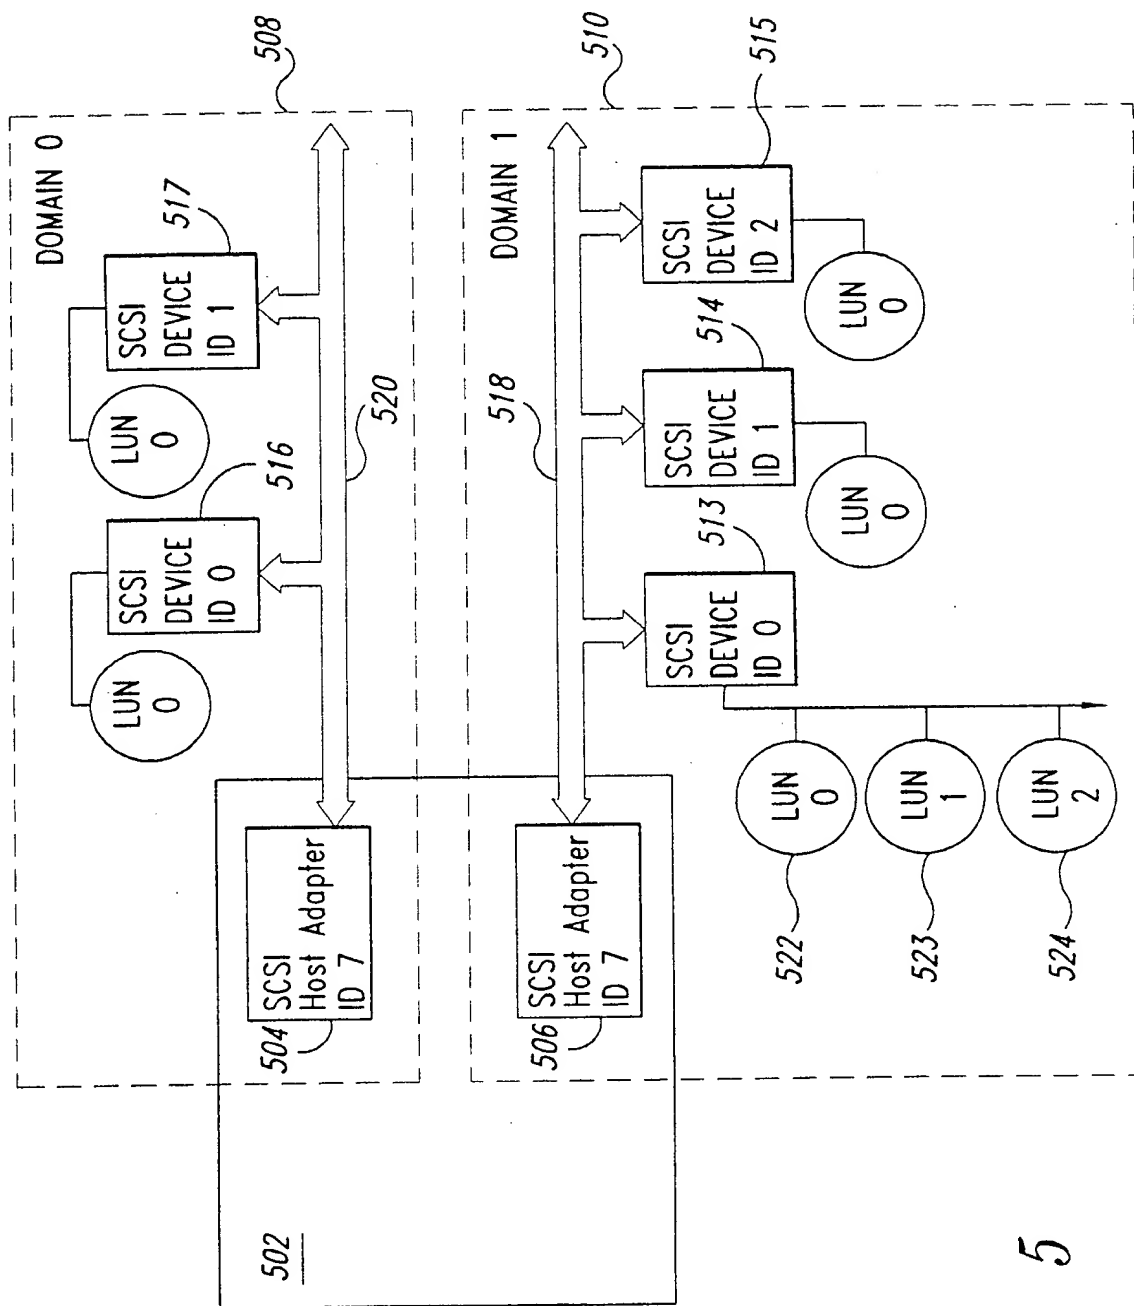 508
DOMAIN 0
517
SCSI
DEVICE
ID 1
LUN
0
516
SCSI
DEVICE
ID 0
LUN
0
520
504
SCSI
Host Adapter
ID 7
502
510
DOMAIN 1
515
518
SCSI
DEVICE
ID 2
LUN
0
514
SCSI
DEVICE
ID 1
LUN
0
513
SCSI
DEVICE
ID 0
506
SCSI
Host Adapter
ID 7
LUN
0
522
LUN
1
523
LUN
2
524
5